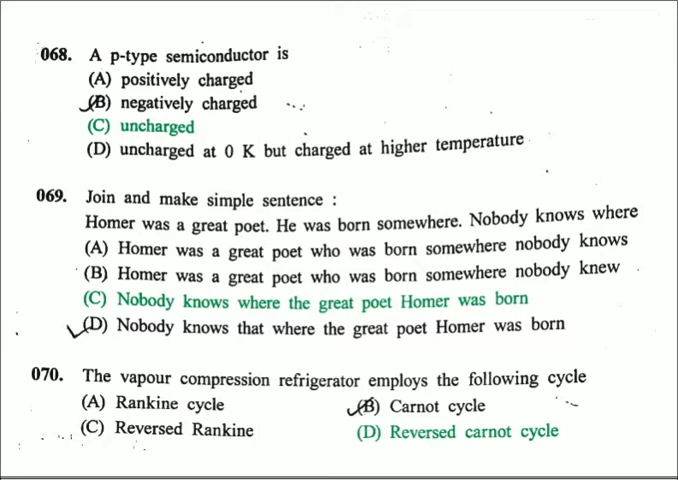 068. A p-type semiconductor is
(A) positively charged
(B) negatively charged
(C) uncharged
(D) uncharged at 0 K but charged at higher temperature
069. Join and make simple sentence :
Homer was a great poet. He was born somewhere. Nobody knows where
(A) Homer was a great poet who was born somewhere nobody knows
(B) Homer was a great poet who was born somewhere nobody knew
(C) Nobody knows where the great poet Homer was born
(D) Nobody knows that where the great poet Homer was born
070. The vapour compression refrigerator employs the following cycle
(A) Rankine cycle (B) Carnot cycle
(C) Reversed Rankine (D) Reversed carnot cycle